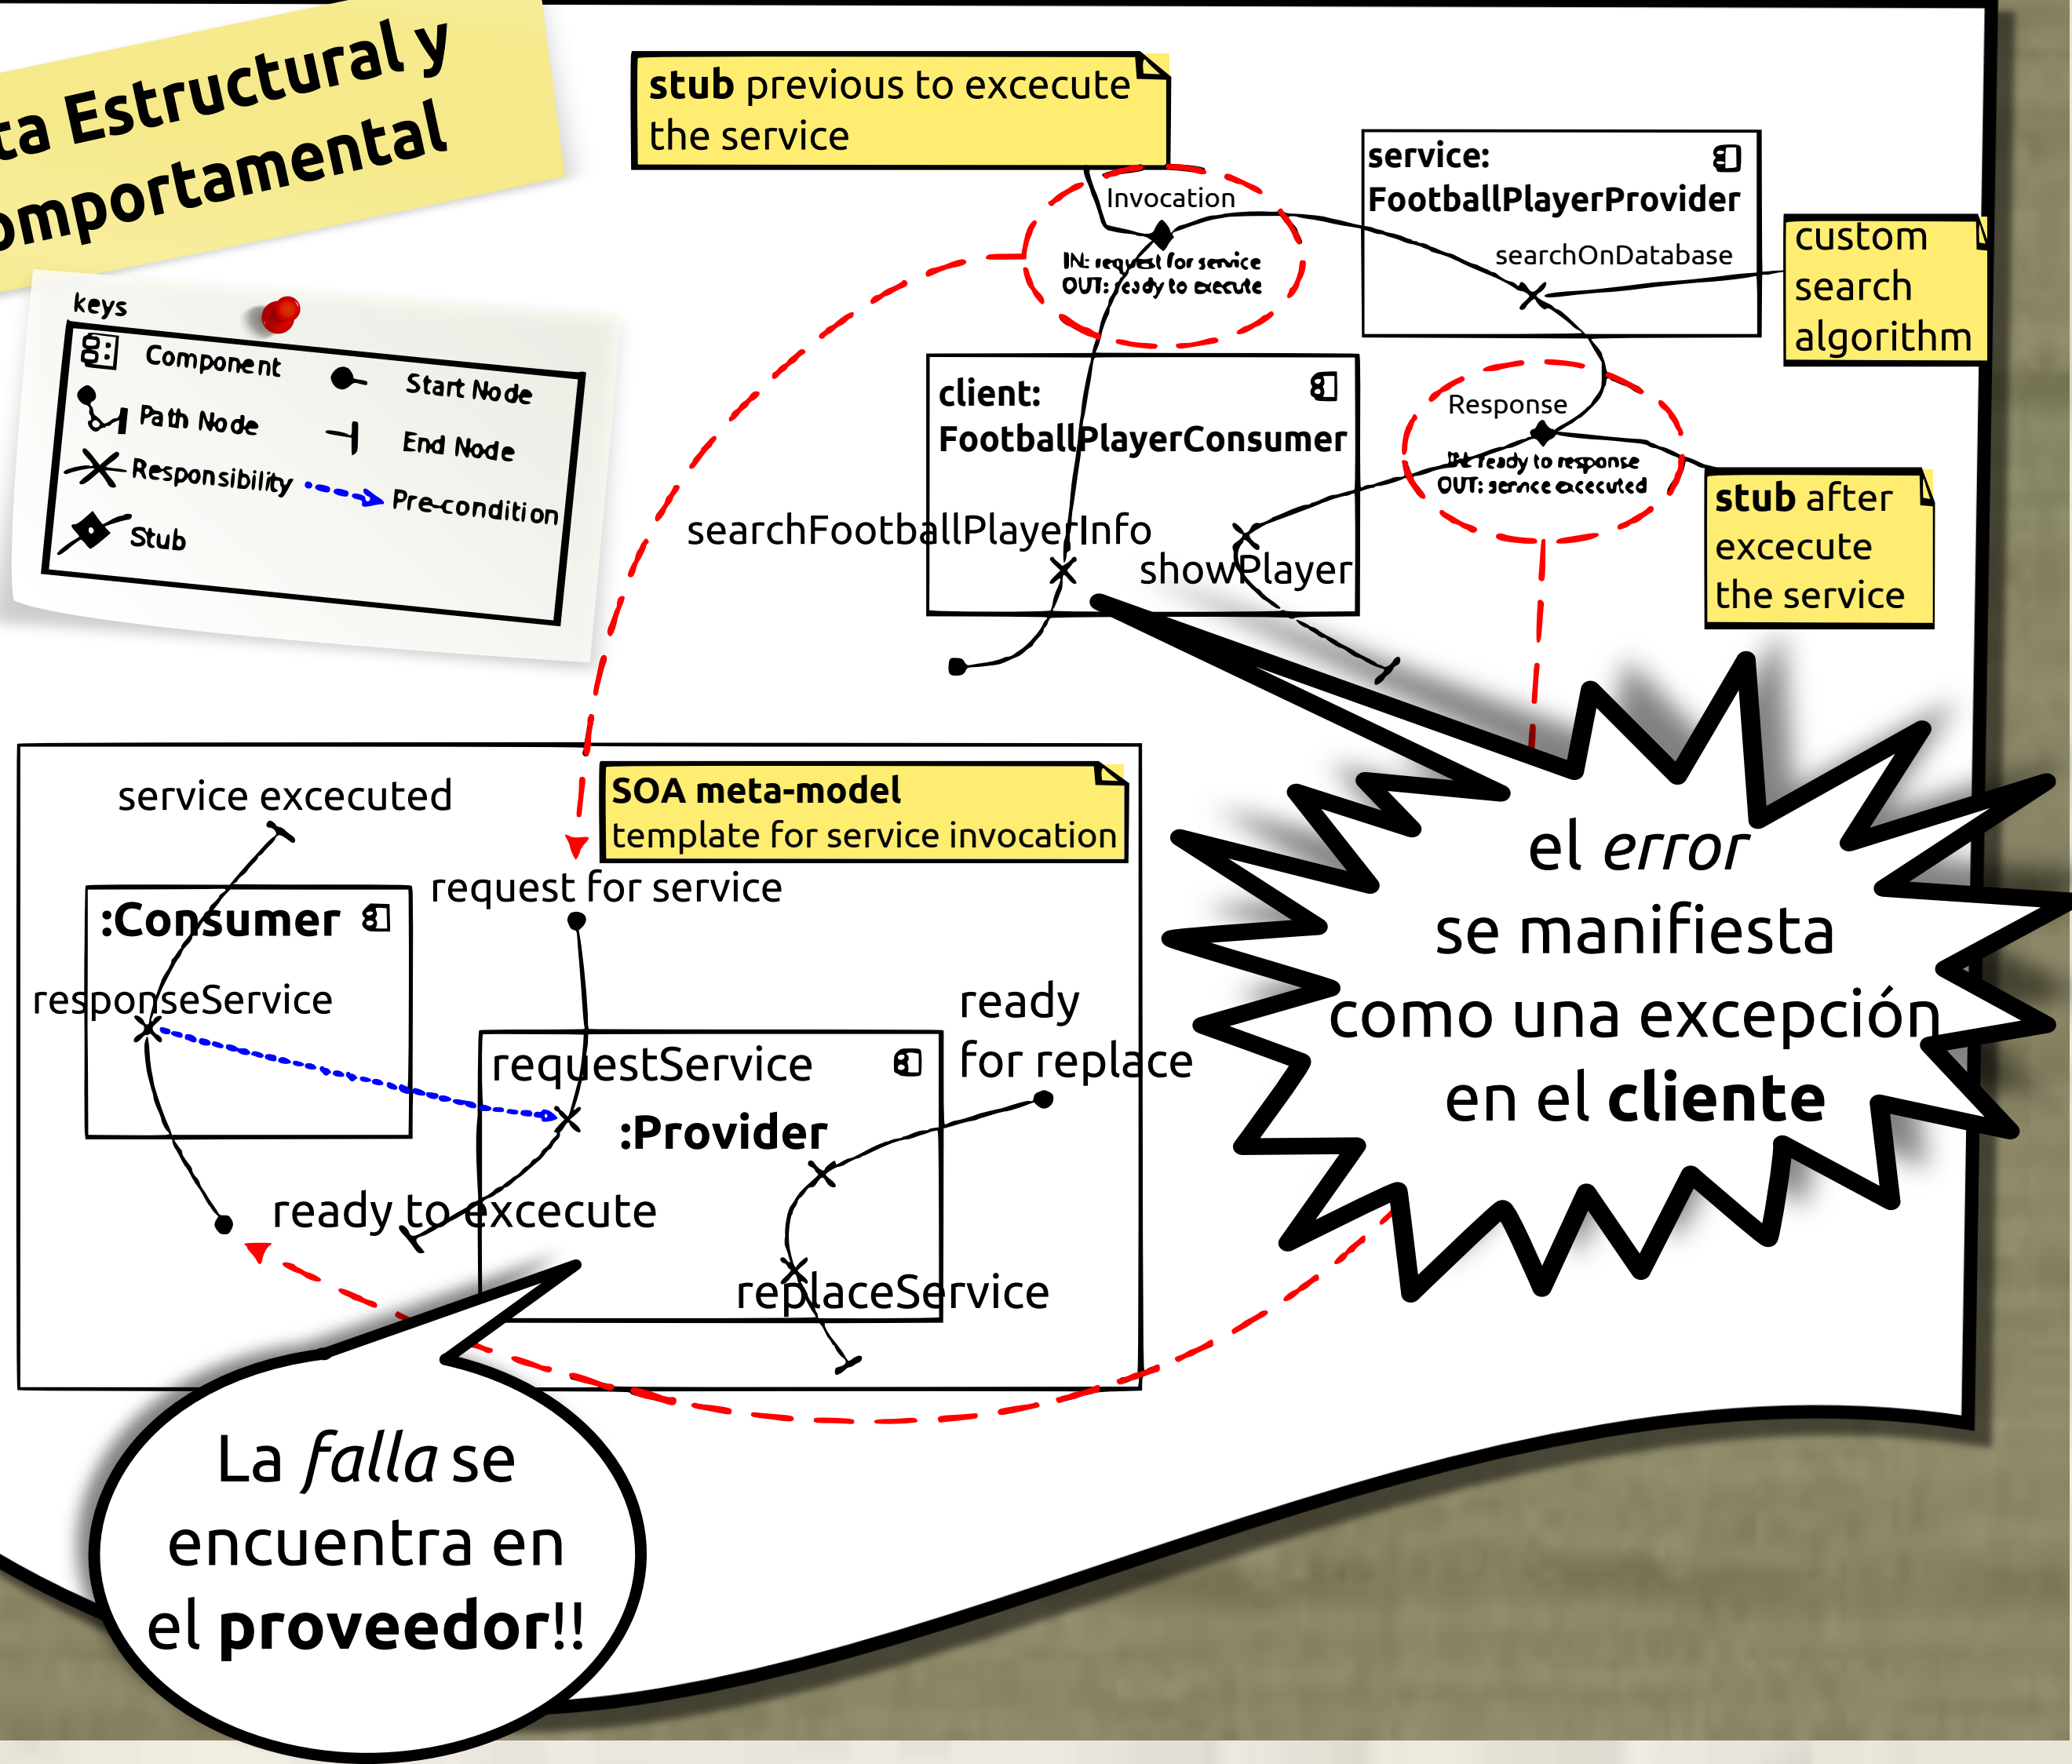 ta Estructural y
omportamental
keys
Component
Start Node
Path Node
End Node
Responsibility
Pre-condition
Stub
stub previous to excecute
the service
Invocation
IN: request for service
OUT: ready to execute
service:
FootballPlayerProvider
searchOnDatabase
custom
search
algorithm
client:
FootballPlayerConsumer
searchFootballPlayerInfo
showPlayer
Response
IN: ready to response
OUT: service excecuted
stub after
excecute
the service
SOA meta-model
template for service invocation
service excecuted
request for service
:Consumer
responseService
ready
for replace
requestService
:Provider
ready to excecute
replaceService
el error
se manifiesta
como una excepción
en el cliente
La falla se
encuentra en
el proveedor!!